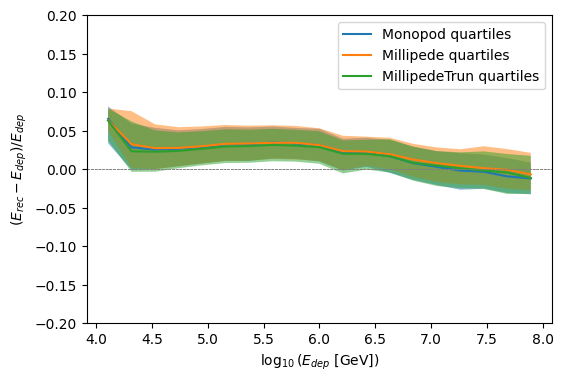 Monopod quartiles
Millipede quartiles
MillipedeTrun quartiles
0.20
0.15
0.10
0.05
0.00
−0.05
−0.10
−0.15
−0.20
(E_rec − E_dep)/E_dep
4.0 4.5 5.0 5.5 6.0 6.5 7.0 7.5 8.0
log₁₀ (E_dep [GeV])